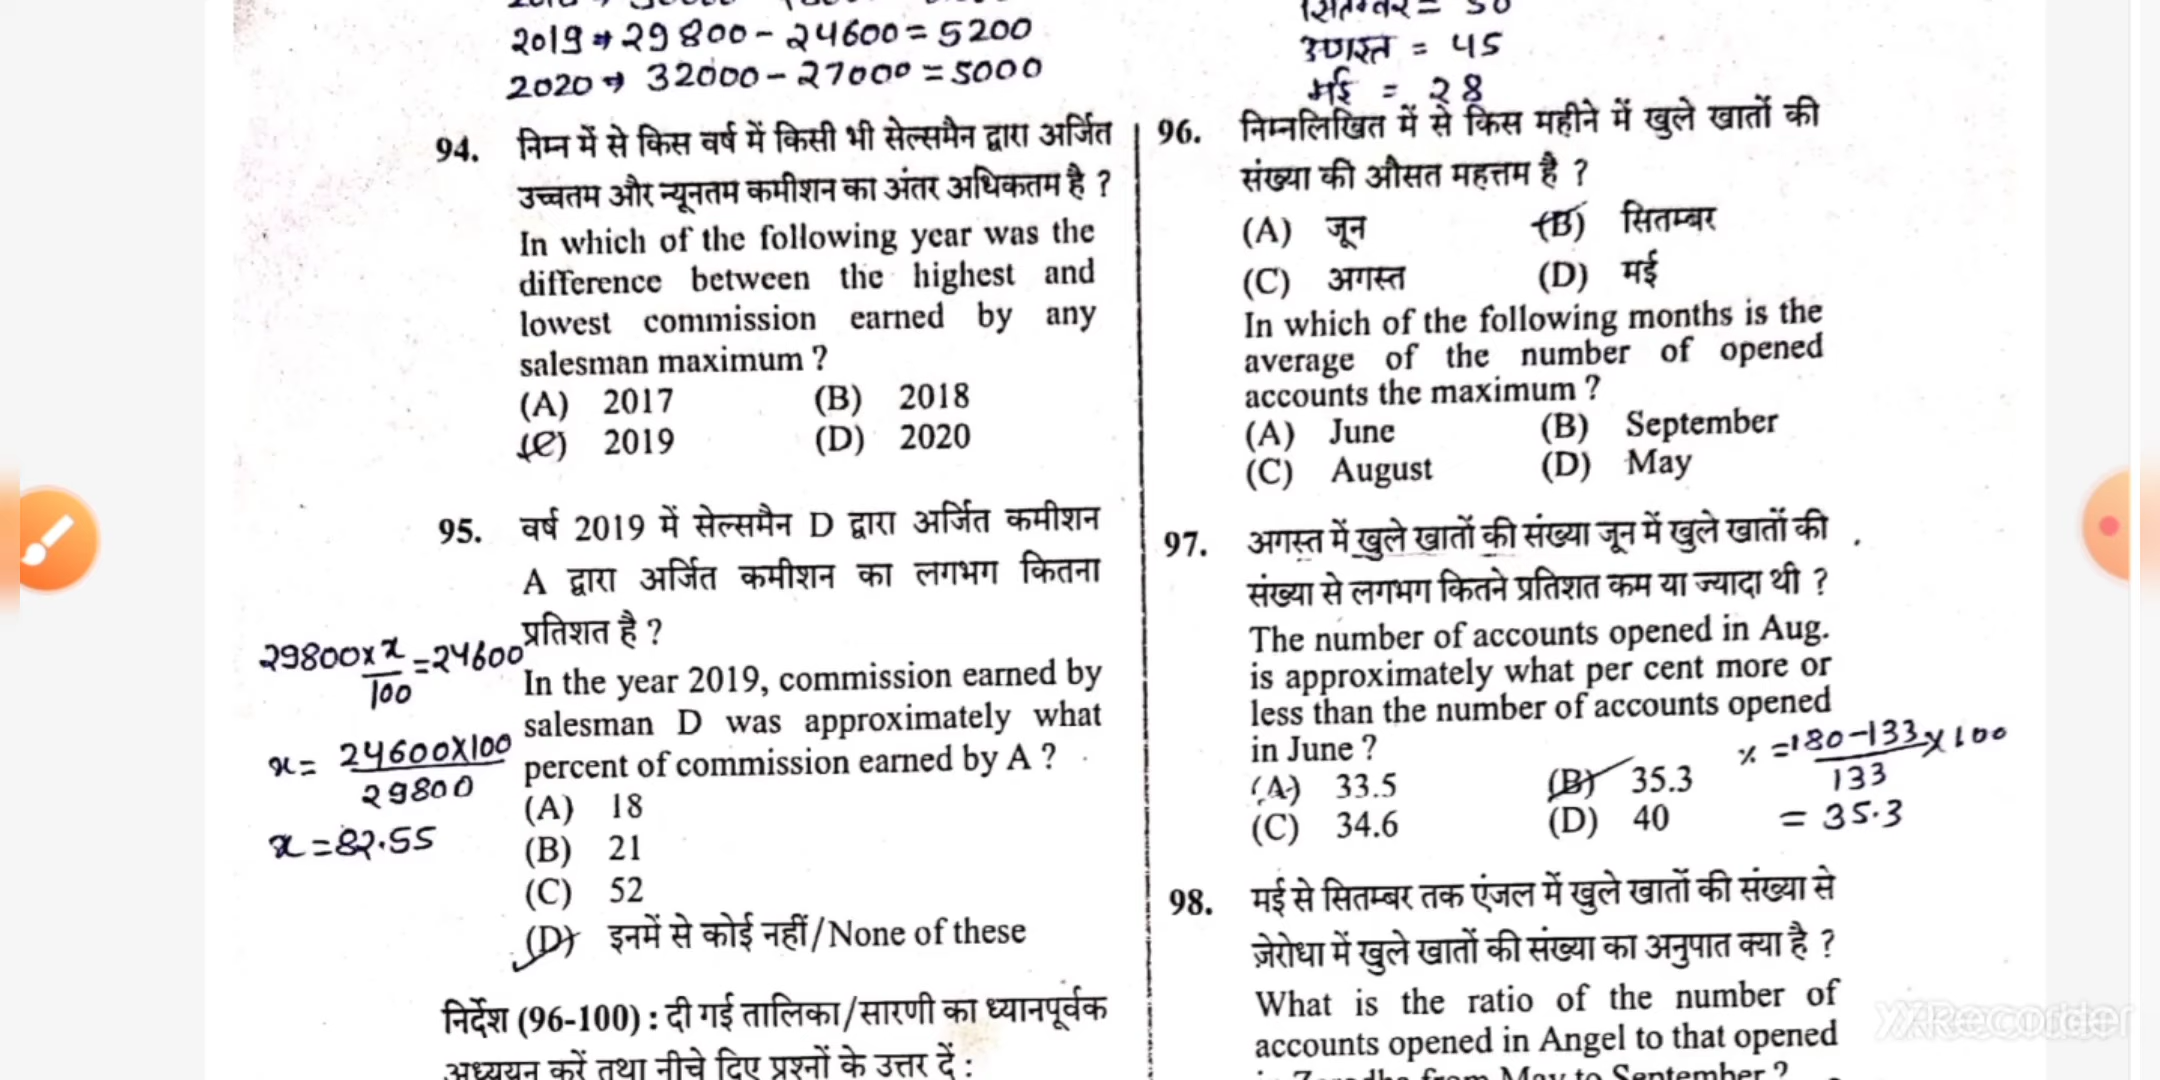 2019 → 29800 - 24600 = 5200
2020 → 32000 - 27000 = 5000
94. निम्न में से किस वर्ष में किसी भी सेल्समैन द्वारा अर्जित
उच्चतम और न्यूनतम कमीशन का अंतर अधिकतम है ?
In which of the following year was the
difference between the highest and
lowest commission earned by any
salesman maximum ?
(A) 2017 (B) 2018
(C) 2019 (D) 2020
95. वर्ष 2019 में सेल्समैन D द्वारा अर्जित कमीशन
A द्वारा अर्जित कमीशन का लगभग कितना
प्रतिशत है ?
29800 x x/100 = 24600
In the year 2019, commission earned by
salesman D was approximately what
percent of commission earned by A ?
x = 24600 X 100 / 29800
x = 82.55
(A) 18
(B) 21
(C) 52
(D) इनमें से कोई नहीं/None of these
निर्देश (96-100) : दी गई तालिका/सारणी का ध्यानपूर्वक
अध्ययन करें तथा नीचे दिए प्रश्नों के उत्तर दें :
सितम्बर = 50
अगस्त = 45
मई = 28
96. निम्नलिखित में से किस महीने में खुले खातों की
संख्या की औसत महत्तम है ?
(A) जून (B) सितम्बर
(C) अगस्त (D) मई
In which of the following months is the
average of the number of opened
accounts the maximum ?
(A) June (B) September
(C) August (D) May
97. अगस्त में खुले खातों की संख्या जून में खुले खातों की
संख्या से लगभग कितने प्रतिशत कम या ज्यादा थी ?
The number of accounts opened in Aug.
is approximately what per cent more or
less than the number of accounts opened
in June ?
% = 180-133/133 x 100
= 35.3
(A) 33.5 (B) 35.3
(C) 34.6 (D) 40
98. मई से सितम्बर तक एंजल में खुले खातों की संख्या से
ज़ेरोधा में खुले खातों की संख्या का अनुपात क्या है ?
What is the ratio of the number of
accounts opened in Angel to that opened
in Zerodha from May to September ?
XRecorder